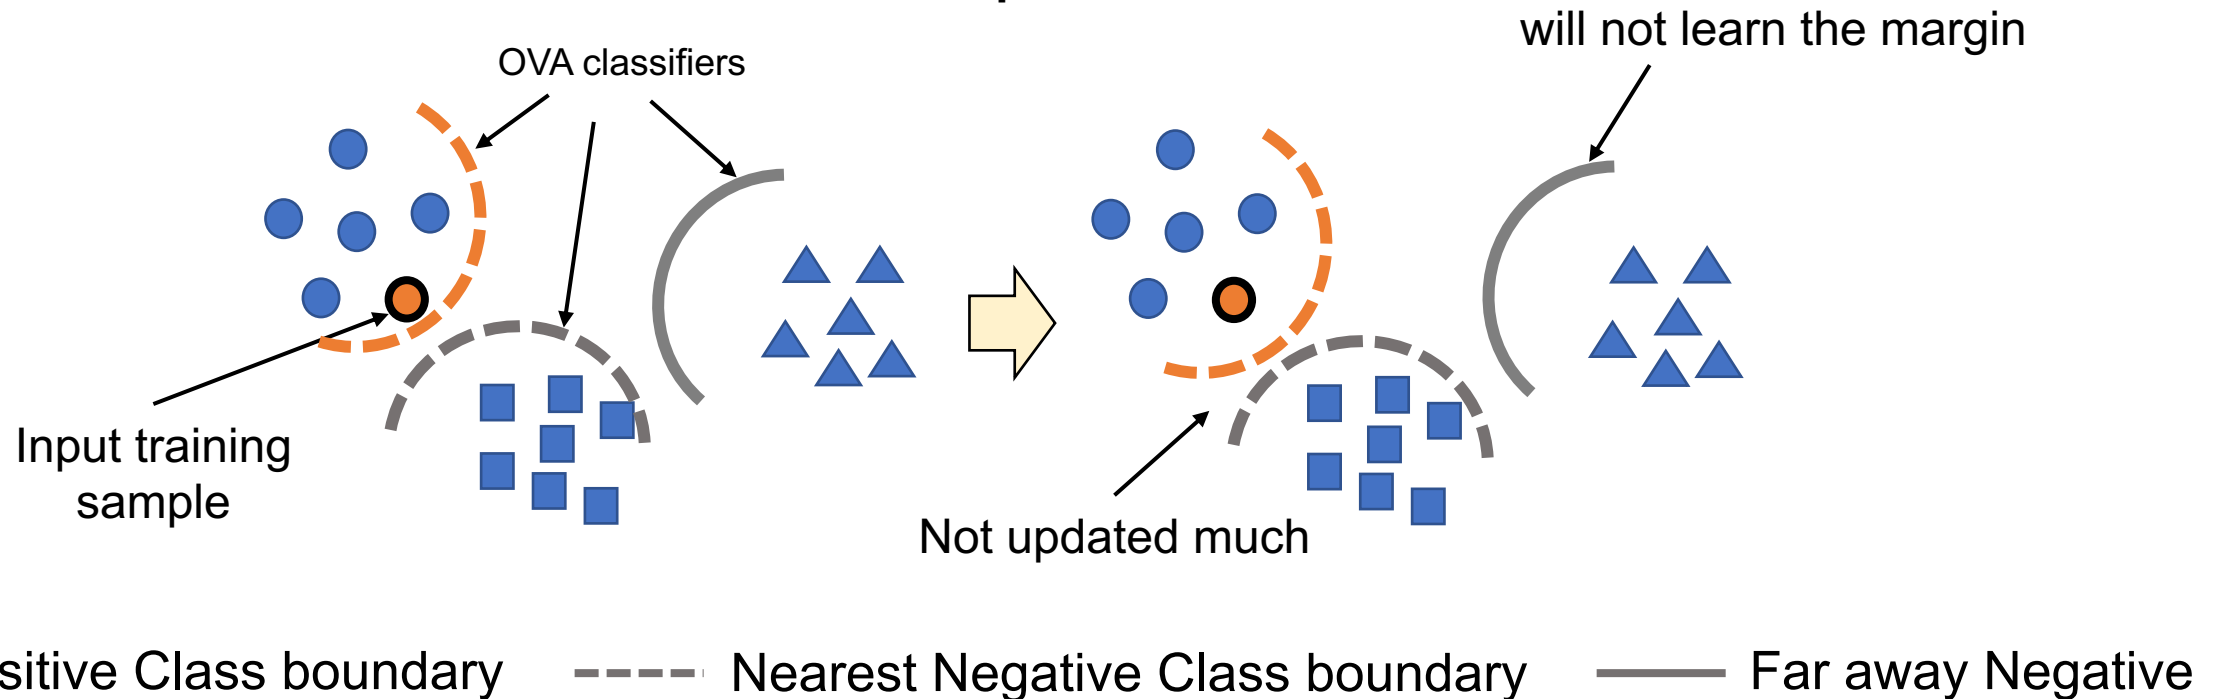 will not learn the margin
OVA classifiers
Input training
sample
Not updated much
sitive Class boundary
Nearest Negative Class boundary
Far away Negative